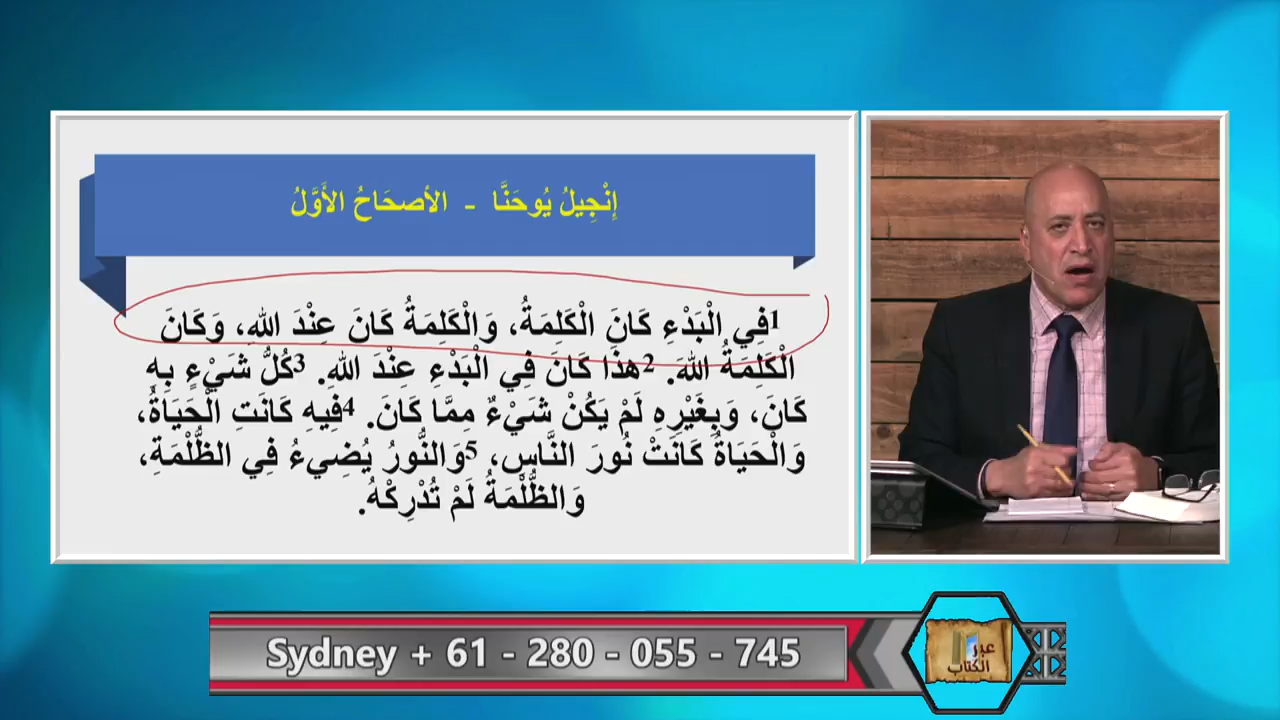 إِنْجِيلُ يُوحَنَّا - الأصحَاحُ الأَوَّلُ
1فِي الْبَدْءِ كَانَ الْكَلِمَةُ، وَالْكَلِمَةُ كَانَ عِنْدَ اللهِ، وَكَانَ
الْكَلِمَةُ اللهَ. 2هذَا كَانَ فِي الْبَدْءِ عِنْدَ اللهِ. 3كُلُّ شَيْءٍ بِهِ
كَانَ، وَبِغَيْرِهِ لَمْ يَكُنْ شَيْءٌ مِمَّا كَانَ. 4فِيهِ كَانَتِ الْحَيَاةُ،
وَالْحَيَاةُ كَانَتْ نُورَ النَّاسِ، 5وَالنُّورُ يُضِيءُ فِي الظُّلْمَةِ،
وَالظُّلْمَةُ لَمْ تُدْرِكْهُ.
Sydney + 61 - 280 - 055 - 745
عبر
الكتاب